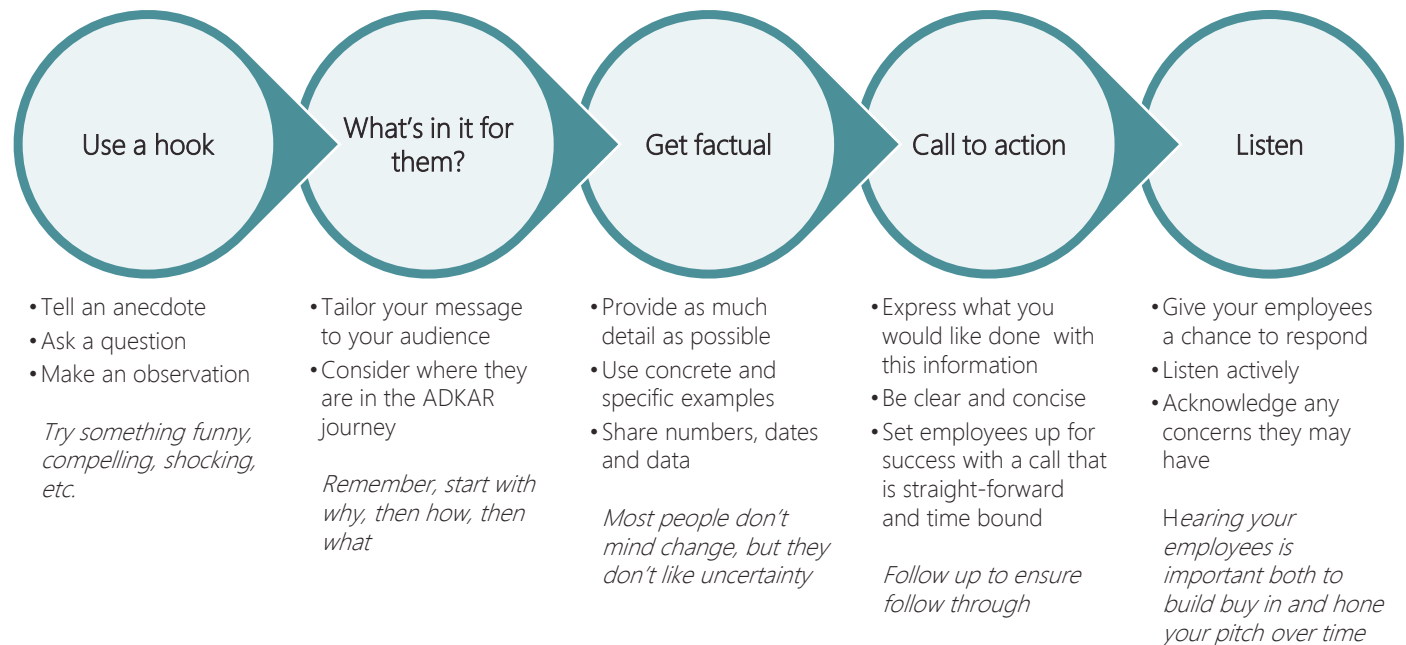 Use a hook
What's in it for
them?
Get factual
Call to action
Listen
•Tell an anecdote
•Ask a question
•Make an observation
Try something funny,
compelling, shocking,
etc.
•Tailor your message
to your audience
•Consider where they
are in the ADKAR
journey
Remember, start with
why, then how, then
what
•Provide as much
detail as possible
•Use concrete and
specific examples
•Share numbers, dates
and data
Most people don't
mind change, but they
don't like uncertainty
•Express what you
would like done  with
this information
•Be clear and concise
•Set employees up for
success with a call that
is straight-forward
and time bound
Follow up to ensure
follow through
•Give your employees
a chance to respond
•Listen actively
•Acknowledge any
concerns they may
have
Hearing your
employees is
important both to
build buy in and hone
your pitch over time